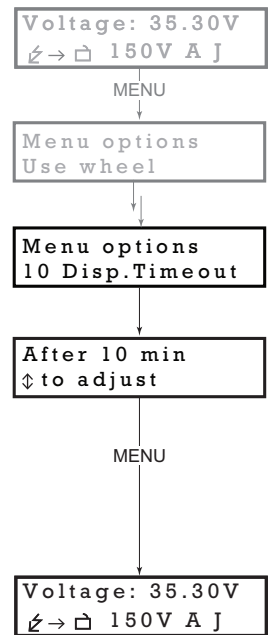 Voltage: 35.30V
→ 150V A J
MENU
Menu options
Use wheel
Menu options
10 Disp.Timeout
After 10 min
⇕ to adjust
MENU
Voltage: 35.30V
→ 150V A J